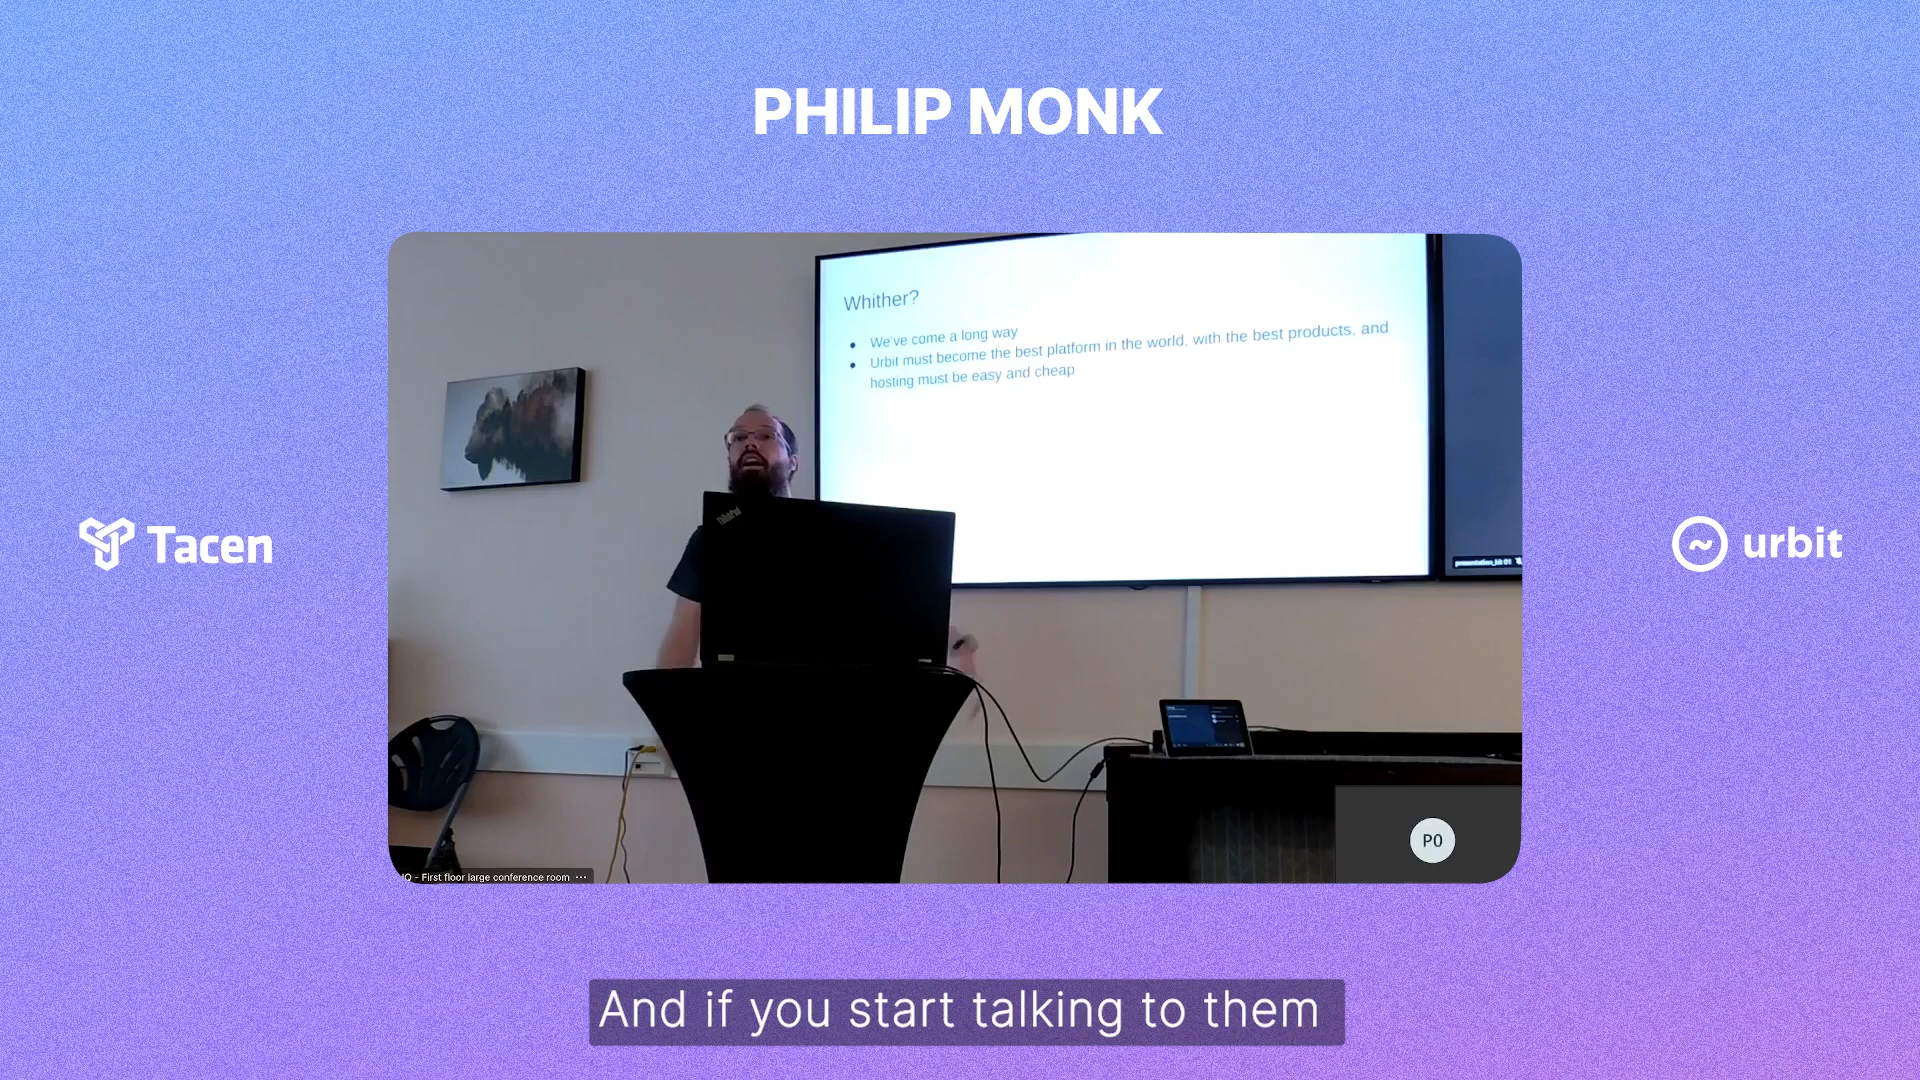 PHILIP MONK
Whither?
● We've come a long way
● Urbit must become the best platform in the world, with the best products, and
hosting must be easy and cheap
Tacen
urbit
ThinkPad
P0
- First floor large conference room ...
And if you start talking to them